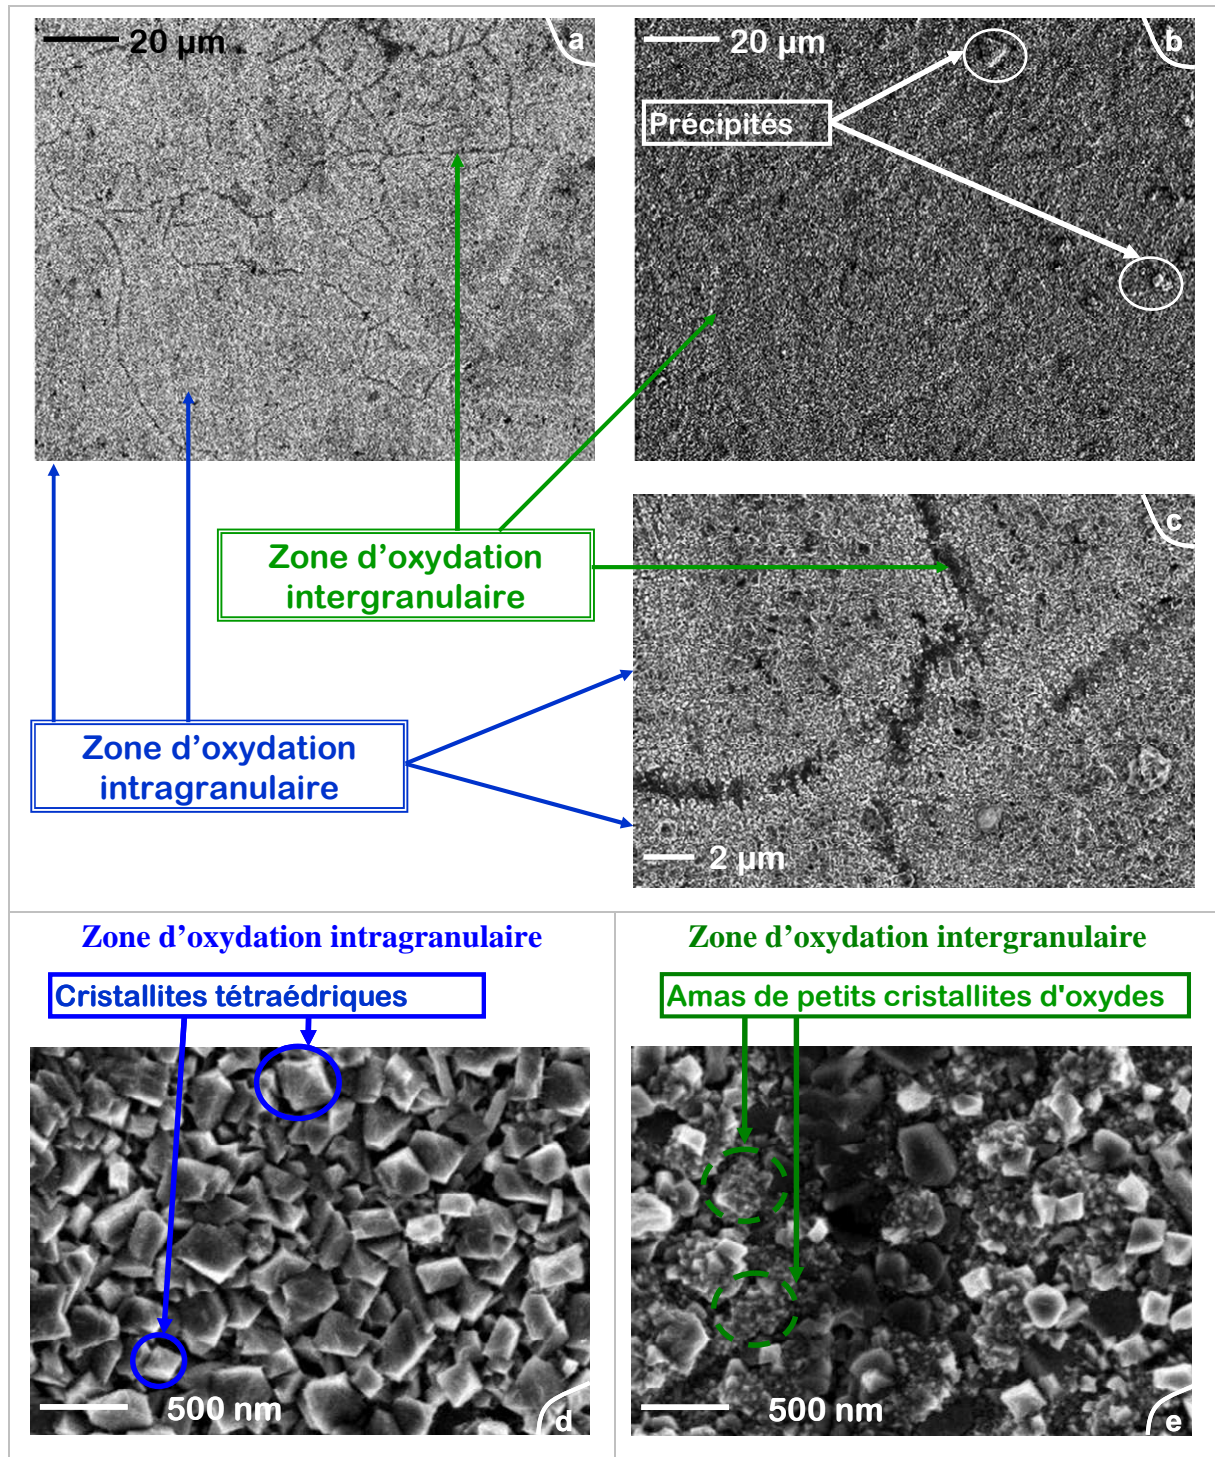 20 µm
a
20 µm
b
Précipités
c
Zone d’oxydation
intergranulaire
Zone d’oxydation
intragranulaire
2 µm
Zone d’oxydation intragranulaire
Zone d’oxydation intergranulaire
Cristallites tétraédriques
Amas de petits cristallites d'oxydes
500 nm
d
500 nm
e